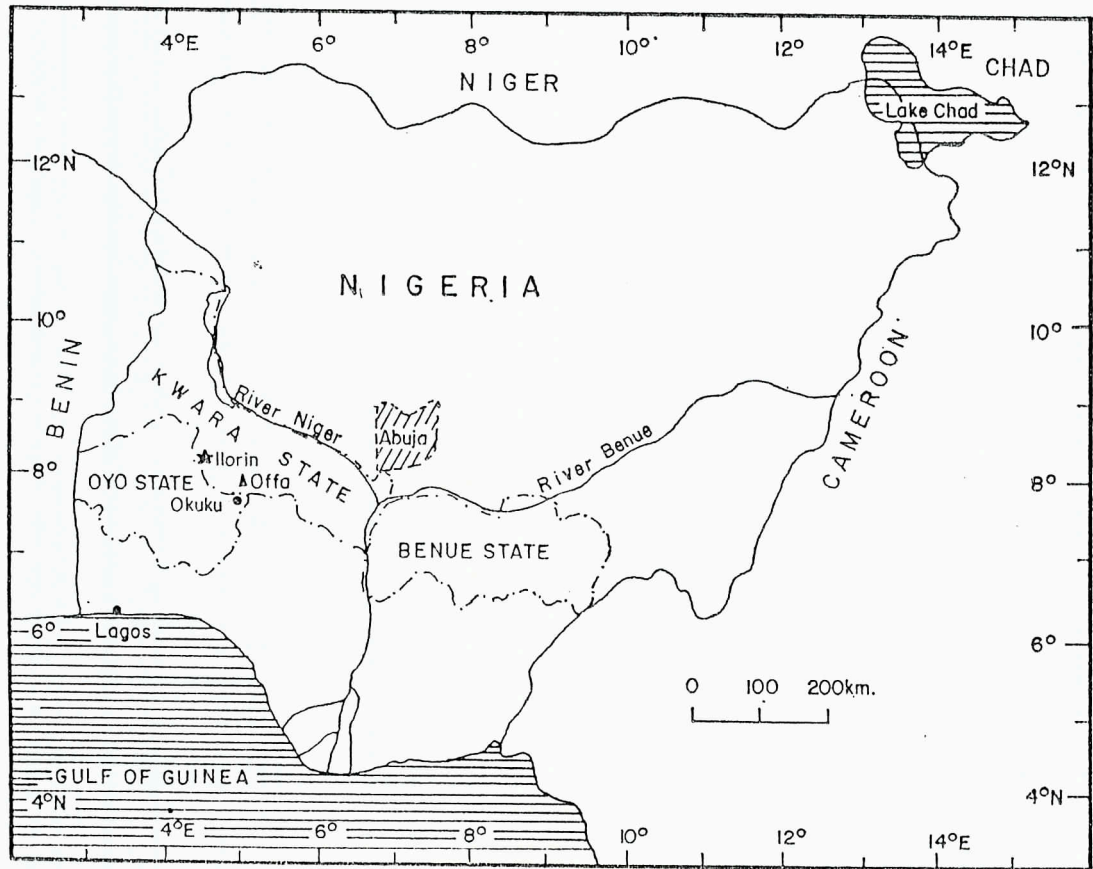 4°E 6° 8° 10° 12° 14°E
CHAD
NIGER
Lake Chad
12°N 12°N
NIGERIA
10° 10°
BENIN
KWARA STATE
River Niger
Abuja
River Benue
CAMEROON
Ilorin
8° 8°
OYO STATE
Offa
Okuku
BENUE STATE
Lagos
6° 6°
0 100 200km.
GULF OF GUINEA
4°N 4°N
4°E 6° 8° 10° 12° 14°E